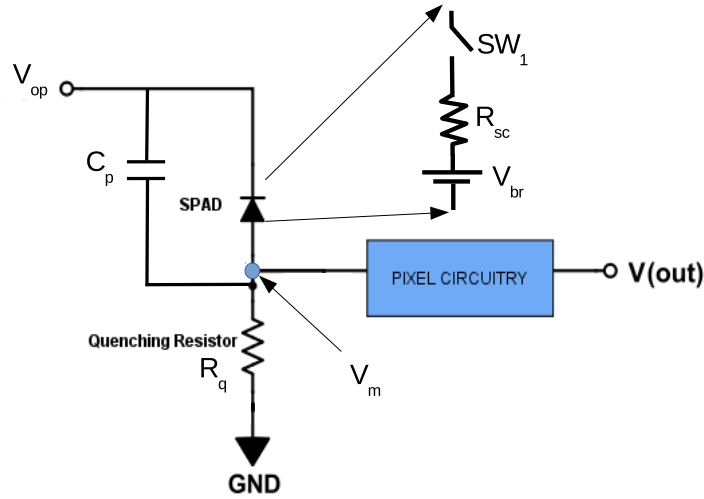 SW1
Vop
Rsc
Cp
Vbr
SPAD
PIXEL CIRCUITRY
V(out)
Quenching Resistor
Rq
Vm
GND